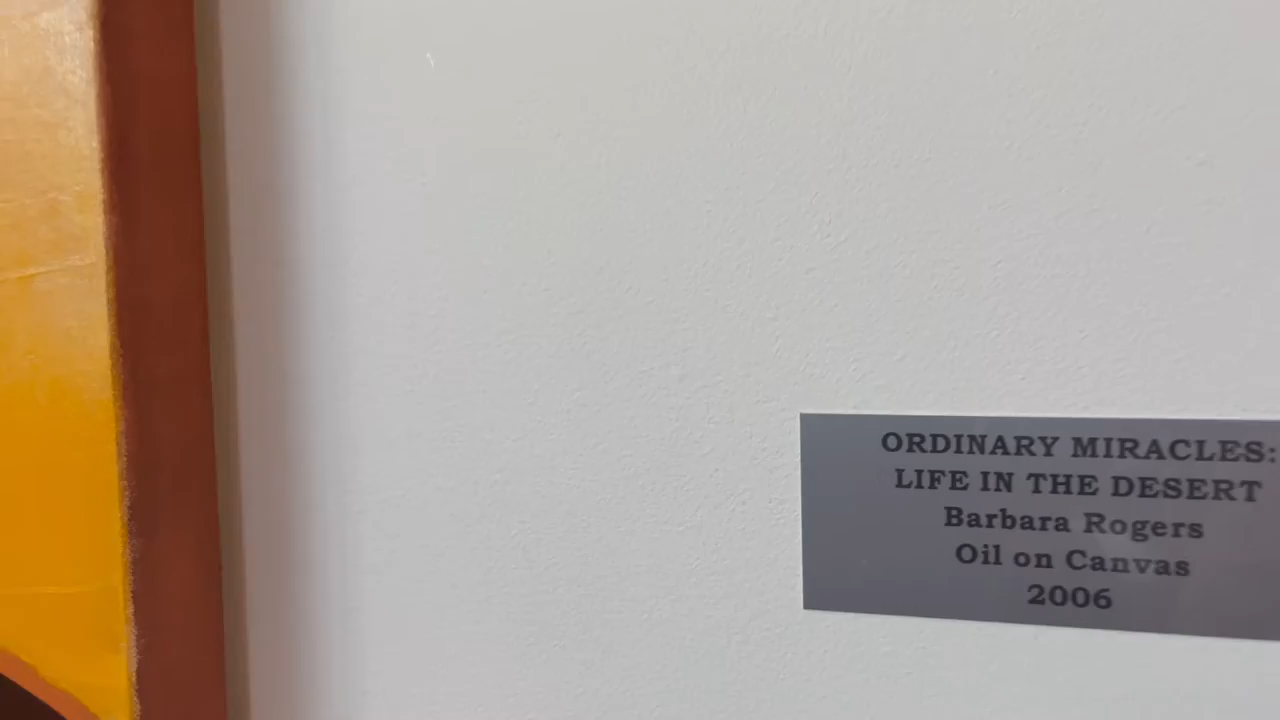 ORDINARY MIRACLES:
LIFE IN THE DESERT
Barbara Rogers
Oil on Canvas
2006